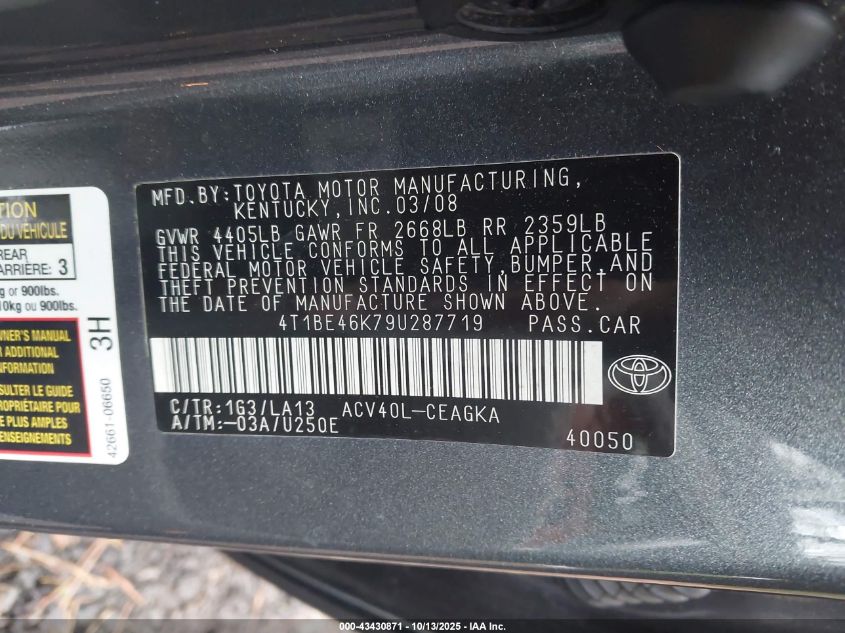 TION
DU VÉHICULE
REAR
ARRIÈRE: 3
g or 900lbs.
10kg ou 900lbs.
WNER'S MANUAL
R ADDITIONAL
NFORMATION
SULTER LE GUIDE
ROPRIÉTAIRE POUR
E PLUS AMPLES
ENSEIGNEMENTS
3H
42661-06650
MFD.BY:TOYOTA MOTOR MANUFACTURING,
KENTUCKY,INC.03/08
GVWR 4405LB GAWR FR 2668LB RR 2359LB
THIS VEHICLE CONFORMS TO ALL APPLICABLE
FEDERAL MOTOR VEHICLE SAFETY,BUMPER,AND
THEFT PREVENTION STANDARDS IN EFFECT ON
THE DATE OF MANUFACTURE SHOWN ABOVE.
4T1BE46K79U287719 PASS.CAR
C/TR:1G3/LA13 ACV40L-CEAGKA
A/TM:-03A/U250E
40050
000-43430871 | 10/13/2025 | IAA Inc.